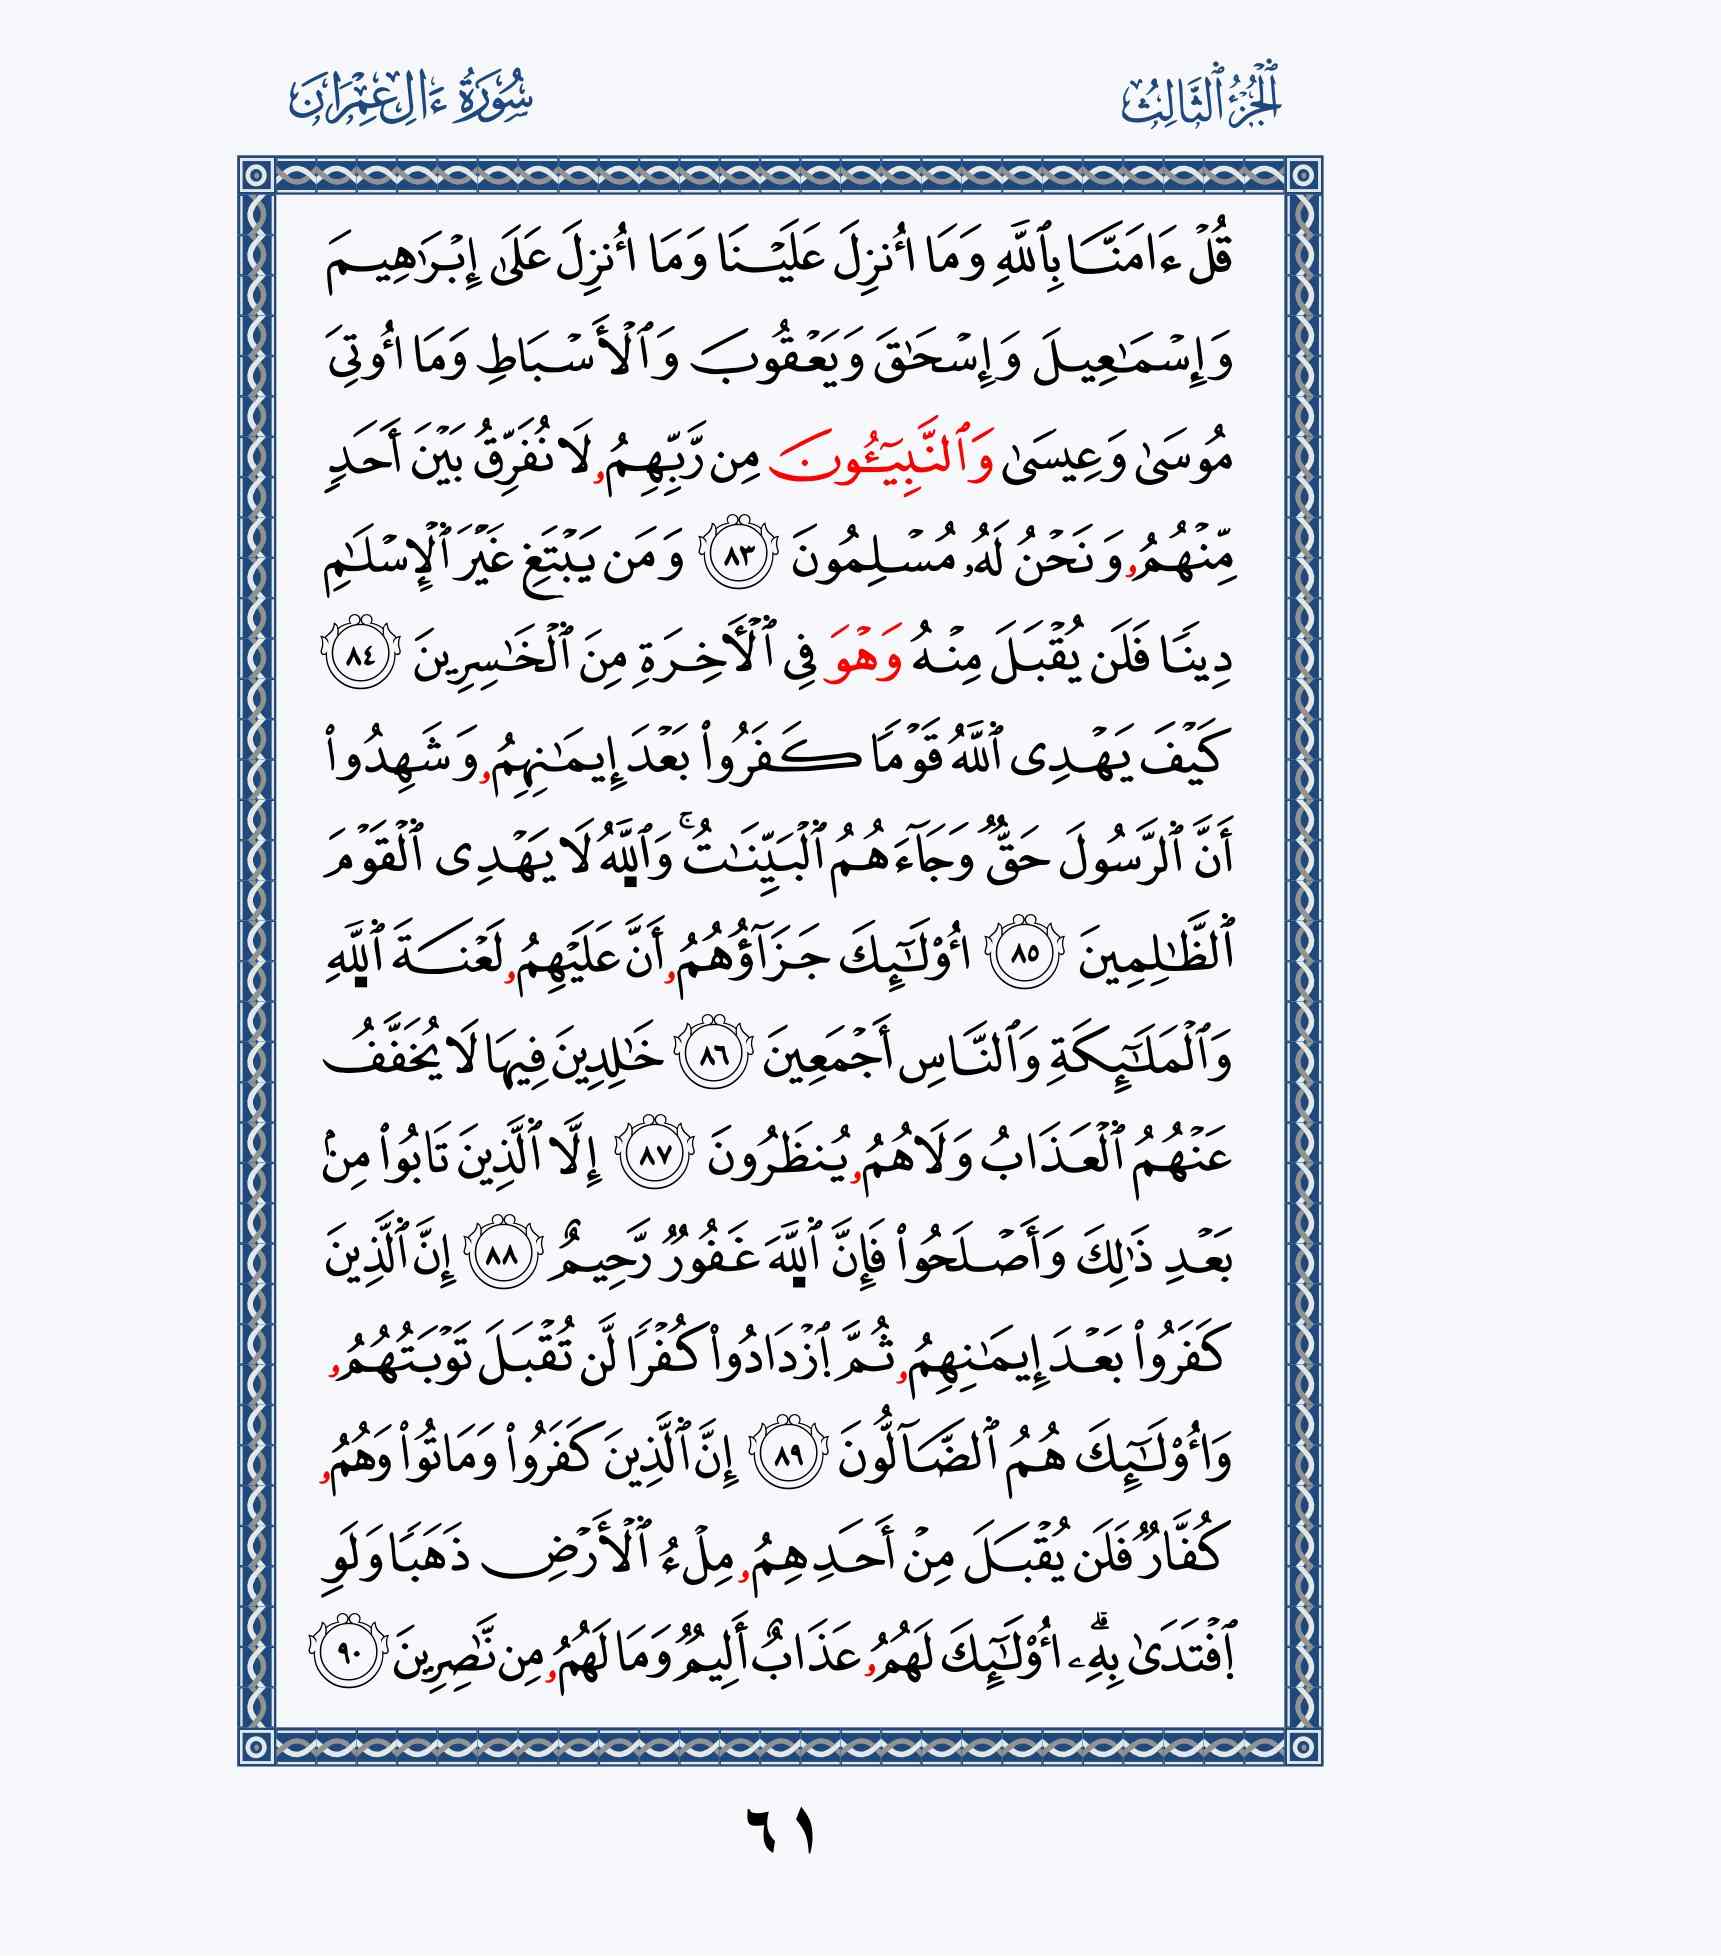 ٱلْجُزْءُ ٱلثَّالِثُ
سُورَةُ ءَالِ عِمْرَانَ
قُلْ ءَامَنَّا بِٱللَّهِ وَمَا أُنزِلَ عَلَيْنَا وَمَا أُنزِلَ عَلَىٰ إِبْرَٰهِيمَ
وَإِسْمَٰعِيلَ وَإِسْحَٰقَ وَيَعْقُوبَ وَٱلْأَسْبَاطِ وَمَا أُوتِىَ
مُوسَىٰ وَعِيسَىٰ وَٱلنَّبِيٓـُٔونَ مِن رَّبِّهِمُۥ لَا نُفَرِّقُ بَيْنَ أَحَدٍ
مِّنْهُمُۥ وَنَحْنُ لَهُۥ مُسْلِمُونَ ٨٣ وَمَن يَبْتَغِ غَيْرَ ٱلْإِسْلَٰمِ
دِينًا فَلَن يُقْبَلَ مِنْهُ وَهْوَ فِى ٱلْأَخِرَةِ مِنَ ٱلْخَٰسِرِينَ ٨٤
كَيْفَ يَهْدِى ٱللَّهُ قَوْمًا كَفَرُواْ بَعْدَ إِيمَٰنِهِمُۥ وَشَهِدُواْ
أَنَّ ٱلرَّسُولَ حَقٌّ وَجَآءَهُمُ ٱلْبَيِّنَٰتُۚ وَٱللَّهُ لَا يَهْدِى ٱلْقَوْمَ
ٱلظَّٰلِمِينَ ٨٥ أُوْلَٰٓئِكَ جَزَآؤُهُمُۥ أَنَّ عَلَيْهِمُۥ لَعْنَةَ ٱللَّهِ
وَٱلْمَلَٰٓئِكَةِ وَٱلنَّاسِ أَجْمَعِينَ ٨٦ خَٰلِدِينَ فِيهَا لَا يُخَفَّفُ
عَنْهُمُ ٱلْعَذَابُ وَلَا هُمُۥ يُنظَرُونَ ٨٧ إِلَّا ٱلَّذِينَ تَابُواْ مِنۢ
بَعْدِ ذَٰلِكَ وَأَصْلَحُواْ فَإِنَّ ٱللَّهَ غَفُورٌ رَّحِيمٌ ٨٨ إِنَّ ٱلَّذِينَ
كَفَرُواْ بَعْدَ إِيمَٰنِهِمُۥ ثُمَّ ٱزْدَادُواْ كُفْرًا لَّن تُقْبَلَ تَوْبَتُهُمُۥ
وَأُوْلَٰٓئِكَ هُمُ ٱلضَّآلُّونَ ٨٩ إِنَّ ٱلَّذِينَ كَفَرُواْ وَمَاتُواْ وَهُمُۥ
كُفَّارٌ فَلَن يُقْبَلَ مِنْ أَحَدِهِمُۥ مِلْءُ ٱلْأَرْضِ ذَهَبًا وَلَوِ
ٱفْتَدَىٰ بِهِۦۗ أُوْلَٰٓئِكَ لَهُمُۥ عَذَابٌ أَلِيمٌ وَمَا لَهُمُۥ مِن نَّٰصِرِينَ ٩٠
٦١